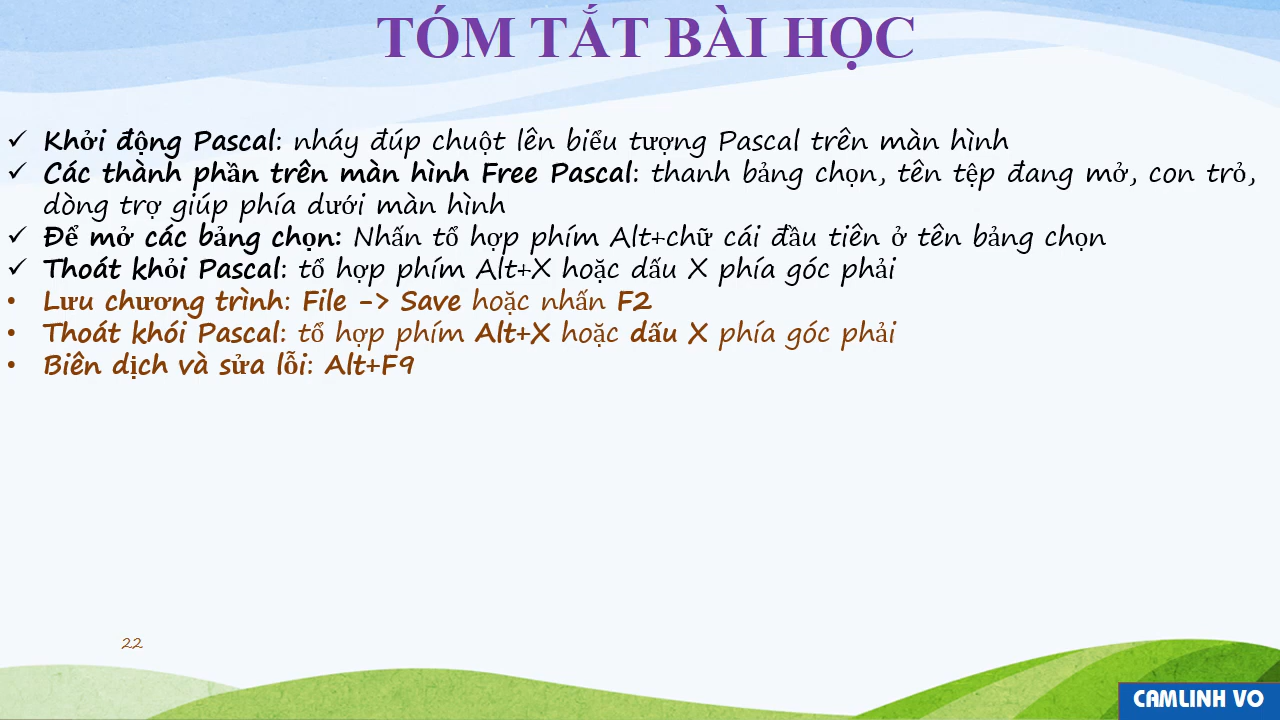 TÓM TẮT BÀI HỌC
✓ Khởi động Pascal: nháy đúp chuột lên biểu tượng Pascal trên màn hình
✓ Các thành phần trên màn hình Free Pascal: thanh bảng chọn, tên tệp đang mở, con trỏ,
dòng trợ giúp phía dưới màn hình
✓ Để mở các bảng chọn: Nhấn tổ hợp phím Alt+chữ cái đầu tiên ở tên bảng chọn
✓ Thoát khỏi Pascal: tổ hợp phím Alt+X hoặc dấu X phía góc phải
• Lưu chương trình: File -> Save hoặc nhấn F2
• Thoát khói Pascal: tổ hợp phím Alt+X hoặc dấu X phía góc phải
• Biên dịch và sửa lỗi: Alt+F9
22
CAMLINH VO